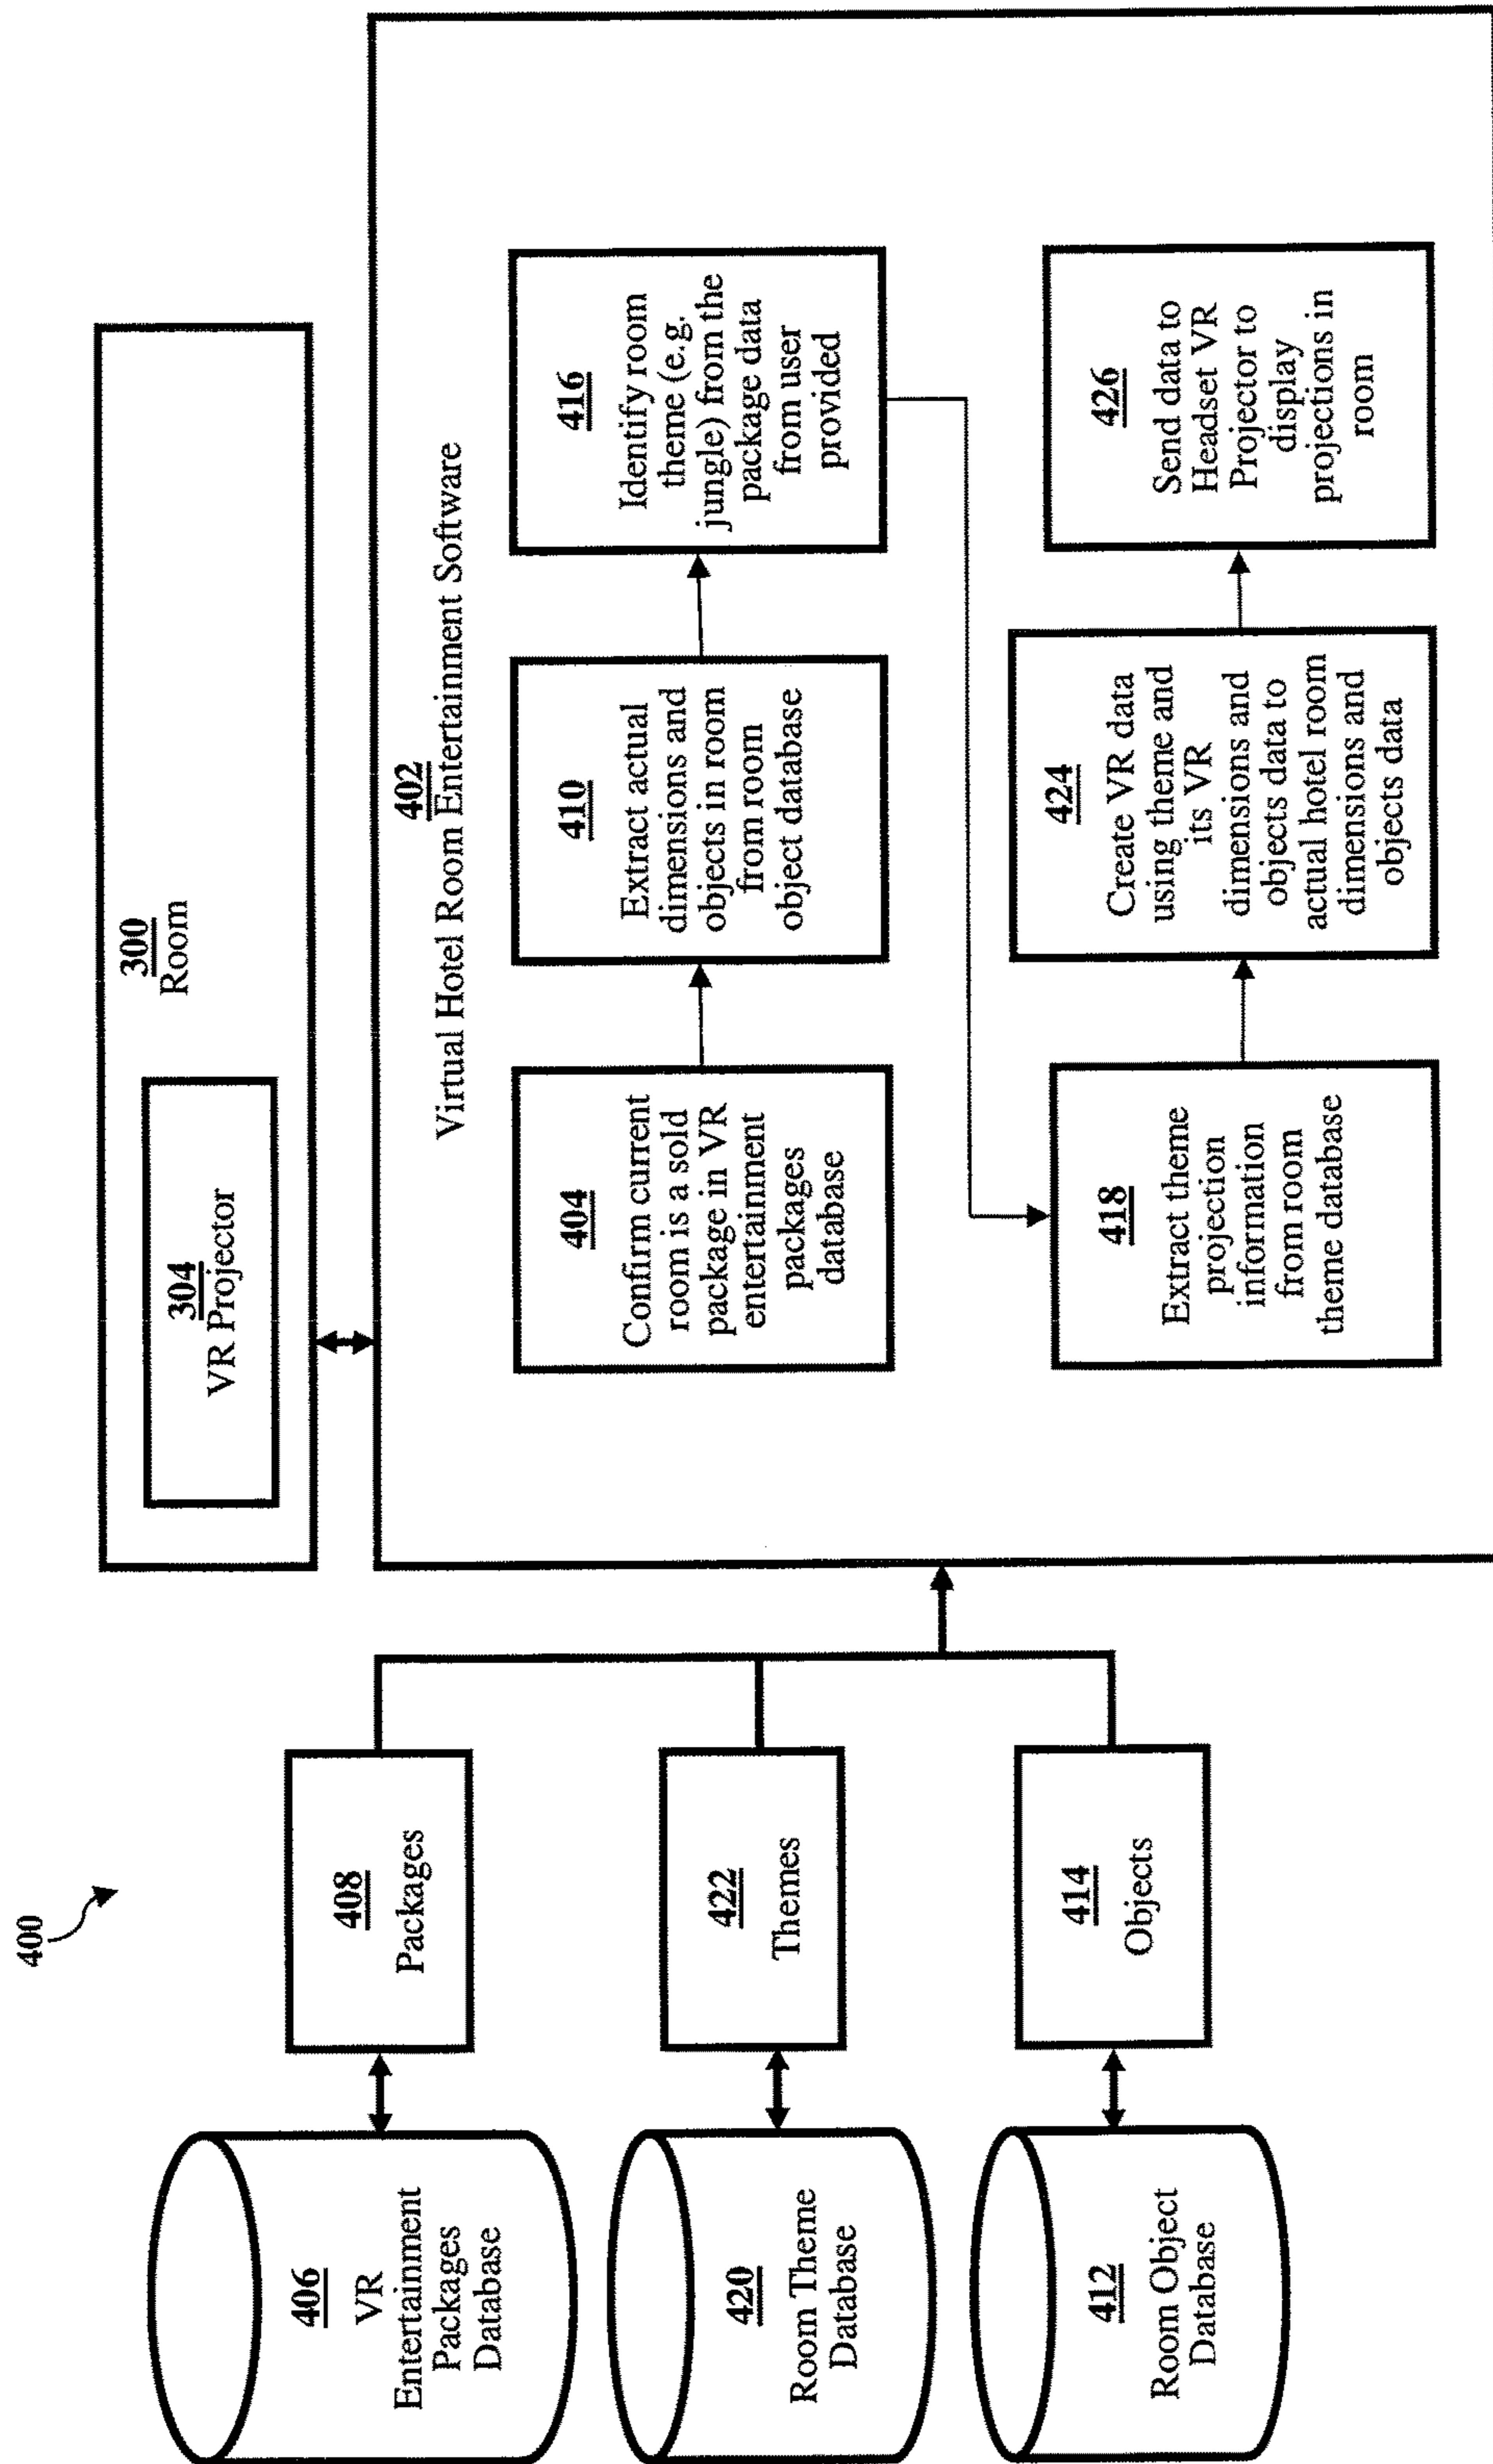 400
300
Room
304
VR Projector
406
VR
Entertainment
Packages
Database
408
Packages
420
Room Theme
Database
422
Themes
412
Room Object
Database
414
Objects
402
Virtual Hotel Room Entertainment Software
404
Confirm current
room is a sold
package in VR
entertainment
packages
database
410
Extract actual
dimensions and
objects in room
from room
object database
416
Identify room
theme (e.g.
jungle) from the
package data
from user
provided
418
Extract theme
projection
information
from room
theme database
424
Create VR data
using theme and
its VR
dimensions and
objects data to
actual hotel room
dimensions and
objects data
426
Send data to
Headset VR
Projector to
display
projections in
room